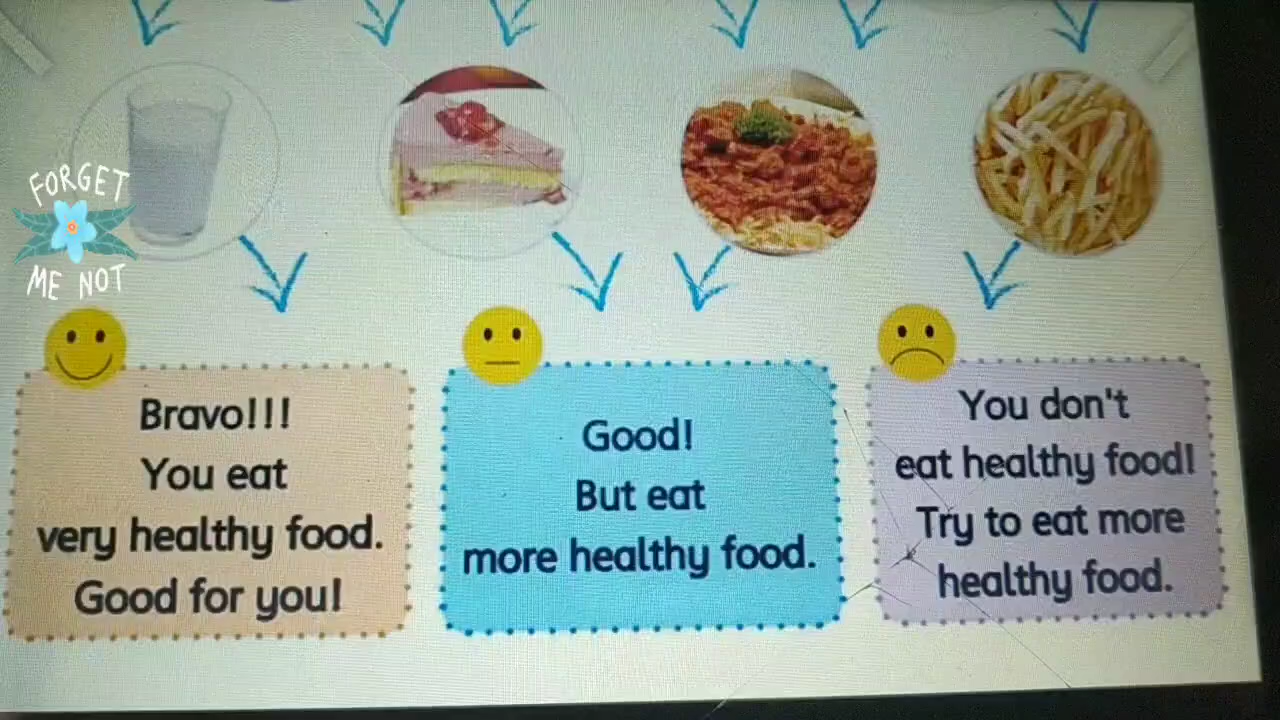 FORGET
ME NOT
Bravo!!!
You eat
very healthy food.
Good for you!
Good!
But eat
more healthy food.
You don't
eat healthy food!
Try to eat more
healthy food.